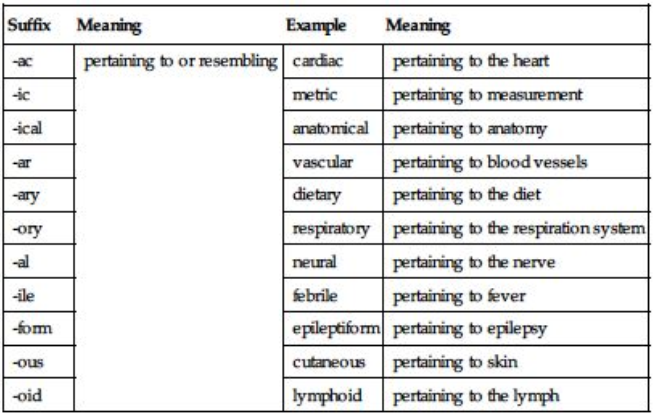 Suffix Meaning Example Meaning
-ac pertaining to or resembling cardiac pertaining to the heart
-ic metric pertaining to measurement
-ical anatomical pertaining to anatomy
-ar vascular pertaining to blood vessels
-ary dietary pertaining to the diet
-ory respiratory pertaining to the respiration system
-al neural pertaining to the nerve
-ile febrile pertaining to fever
-form epileptiform pertaining to epilepsy
-ous cutaneous pertaining to skin
-oid lymphoid pertaining to the lymph